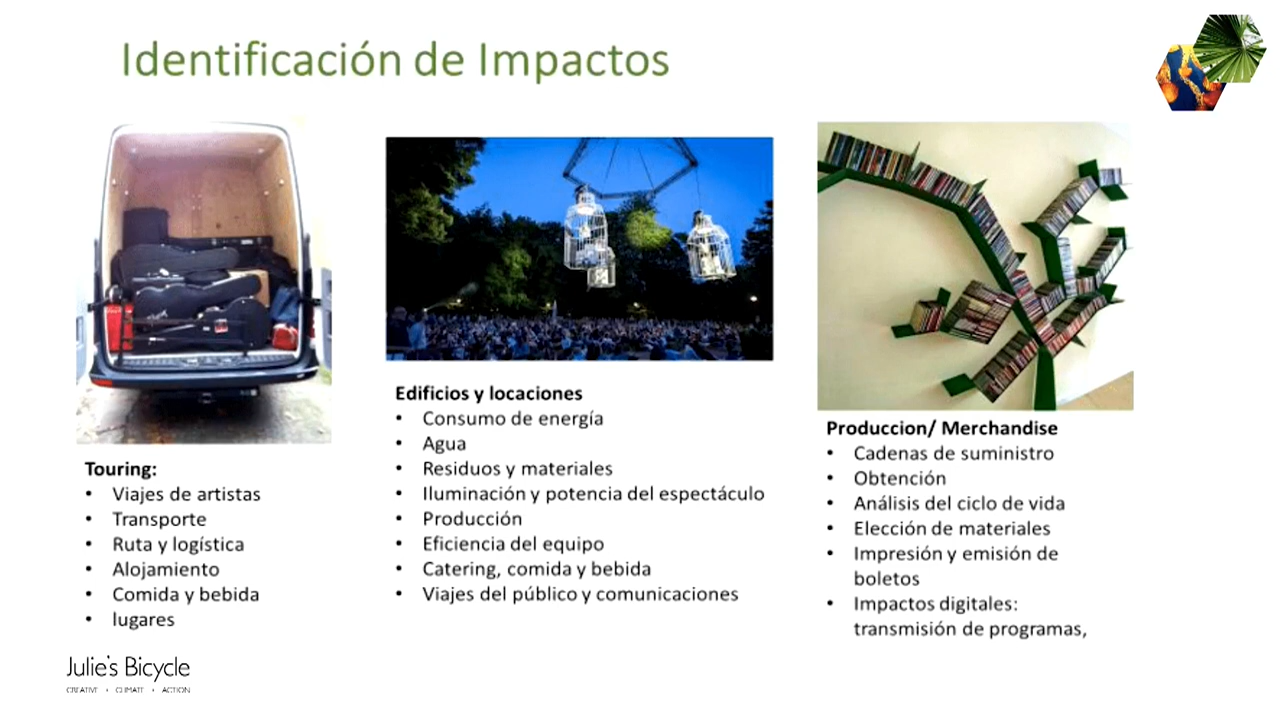 Identificación de Impactos
Touring:
• Viajes de artistas
• Transporte
• Ruta y logística
• Alojamiento
• Comida y bebida
• lugares
Edificios y locaciones
• Consumo de energía
• Agua
• Residuos y materiales
• Iluminación y potencia del espectáculo
• Producción
• Eficiencia del equipo
• Catering, comida y bebida
• Viajes del público y comunicaciones
Produccion/ Merchandise
• Cadenas de suministro
• Obtención
• Análisis del ciclo de vida
• Elección de materiales
• Impresión y emisión de
boletos
• Impactos digitales:
transmisión de programas,
Julie's Bicycle
CREATIVE · CLIMATE · ACTION